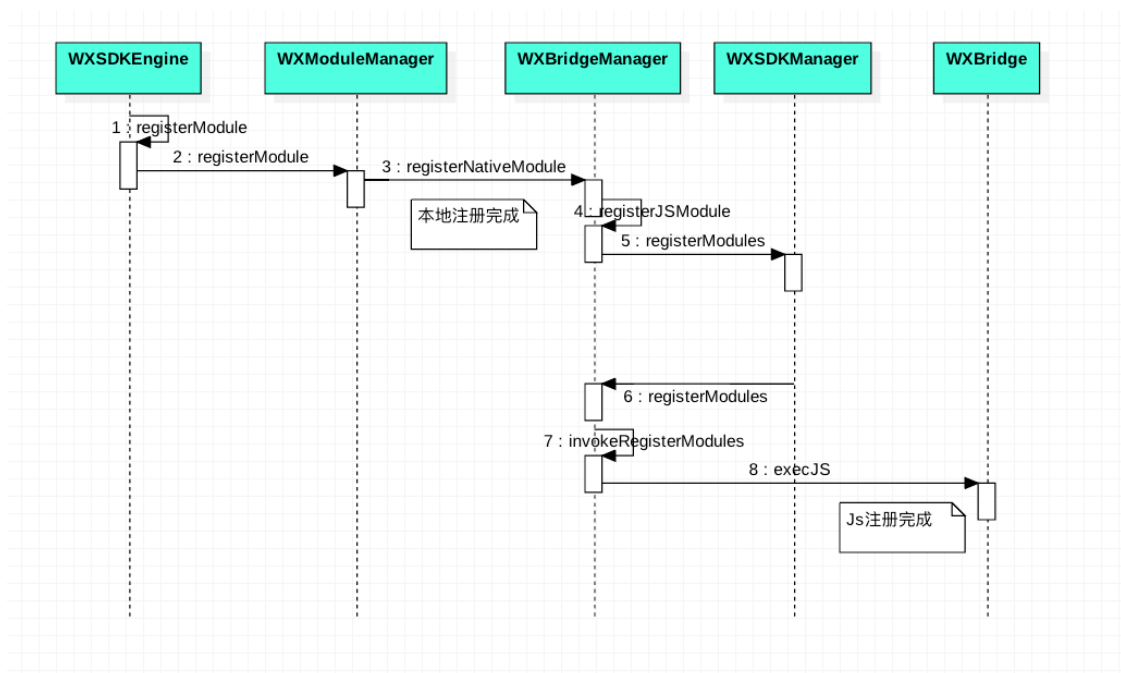 WXSDKEngine
WXModuleManager
WXBridgeManager
WXSDKManager
WXBridge
1 : registerModule
2 : registerModule
3 : registerNativeModule
本地注册完成
4 : registerJSModule
5 : registerModules
6 : registerModules
7 : invokeRegisterModules
8 : execJS
Js注册完成